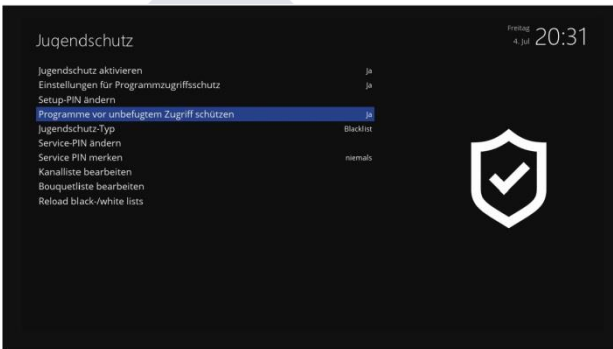 Jugendschutz
Freitag
4. Jul 20:31
Jugendschutz aktivieren Ja
Einstellungen für Programmzugriffsschutz Ja
Setup-PIN ändern
Programme vor unbefugtem Zugriff schützen Ja
Jugendschutz-Typ Blacklist
Service-PIN ändern
Service PIN merken niemals
Kanalliste bearbeiten
Bouquetliste bearbeiten
Reload black-/white lists